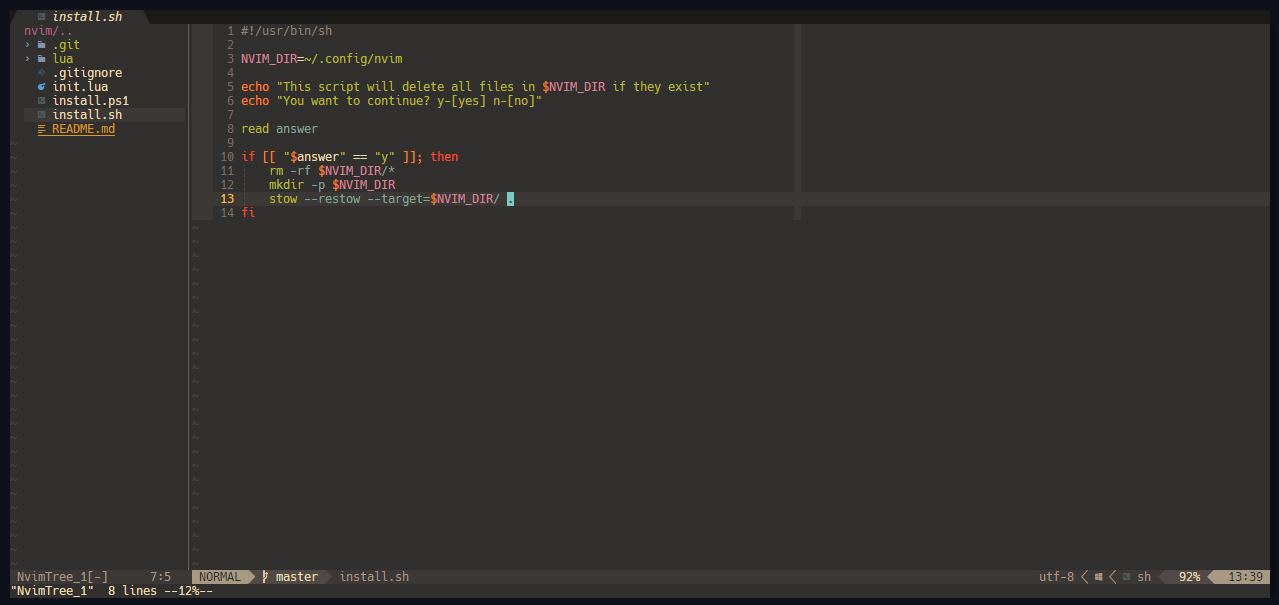 install.sh
nvim/..
› .git
› lua
.gitignore
init.lua
install.ps1
install.sh
README.md
1 #!/usr/bin/sh
2
3 NVIM_DIR=~/.config/nvim
4
5 echo "This script will delete all files in $NVIM_DIR if they exist"
6 echo "You want to continue? y-[yes] n-[no]"
7
8 read answer
9
10 if [[ "$answer" == "y" ]]; then
11     rm -rf $NVIM_DIR/*
12     mkdir -p $NVIM_DIR
13     stow --restow --target=$NVIM_DIR/ .
14 fi
NvimTree_1[-] 7:5 NORMAL master install.sh utf-8 sh 92% 13:39
"NvimTree_1" 8 lines --12%--